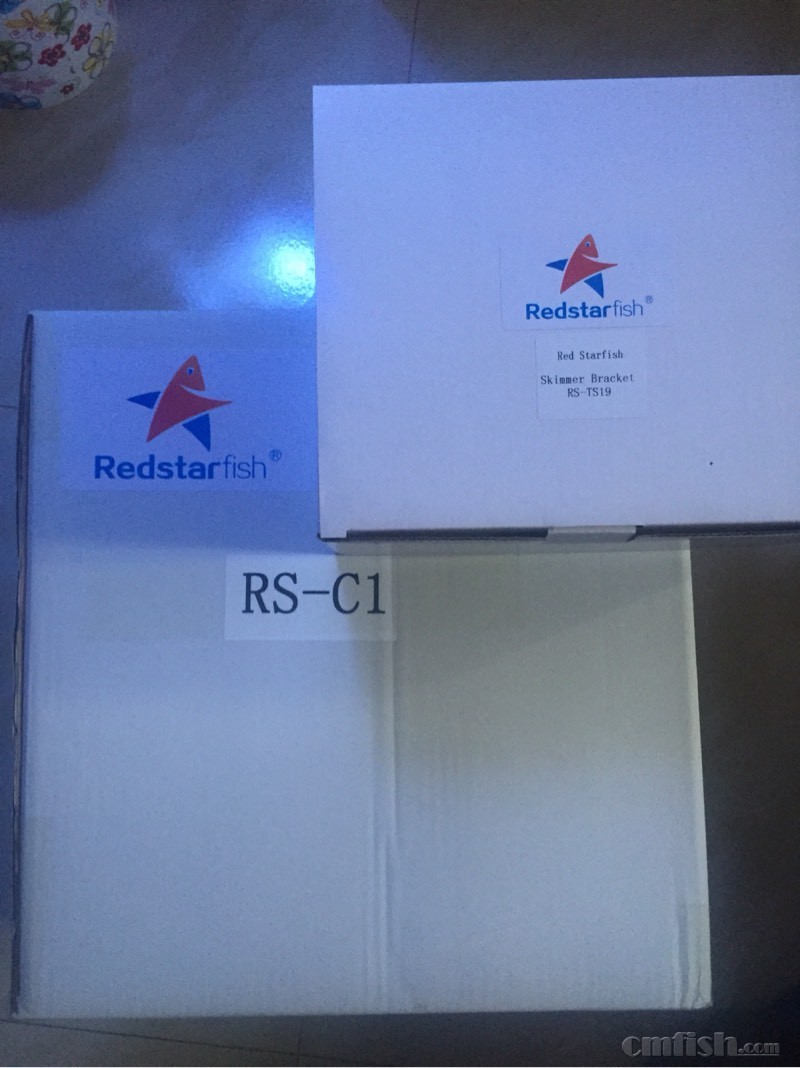 Redstarfish®
Red Starfish
Skimmer Bracket
RS-TS19
Redstarfish®
RS-C1
cmfish.com